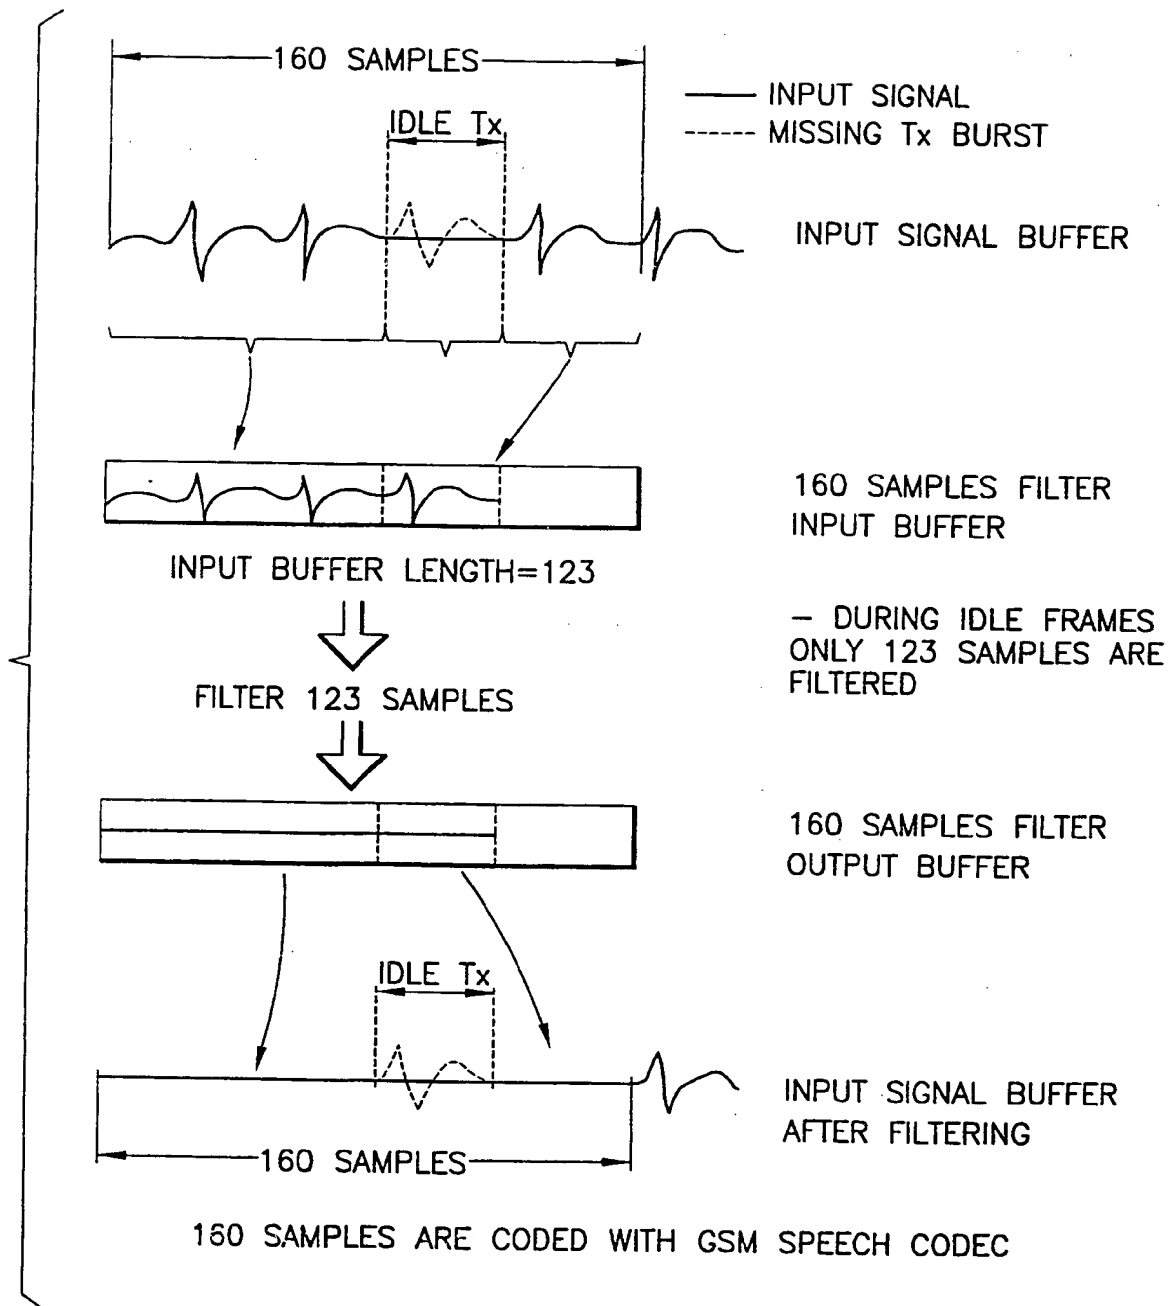 160 SAMPLES
INPUT SIGNAL
IDLE Tx
MISSING Tx BURST
INPUT SIGNAL BUFFER
160 SAMPLES FILTER
INPUT BUFFER
INPUT BUFFER LENGTH=123
– DURING IDLE FRAMES
ONLY 123 SAMPLES ARE
FILTERED
FILTER 123 SAMPLES
160 SAMPLES FILTER
OUTPUT BUFFER
IDLE Tx
INPUT SIGNAL BUFFER
AFTER FILTERING
160 SAMPLES
160 SAMPLES ARE CODED WITH GSM SPEECH CODEC